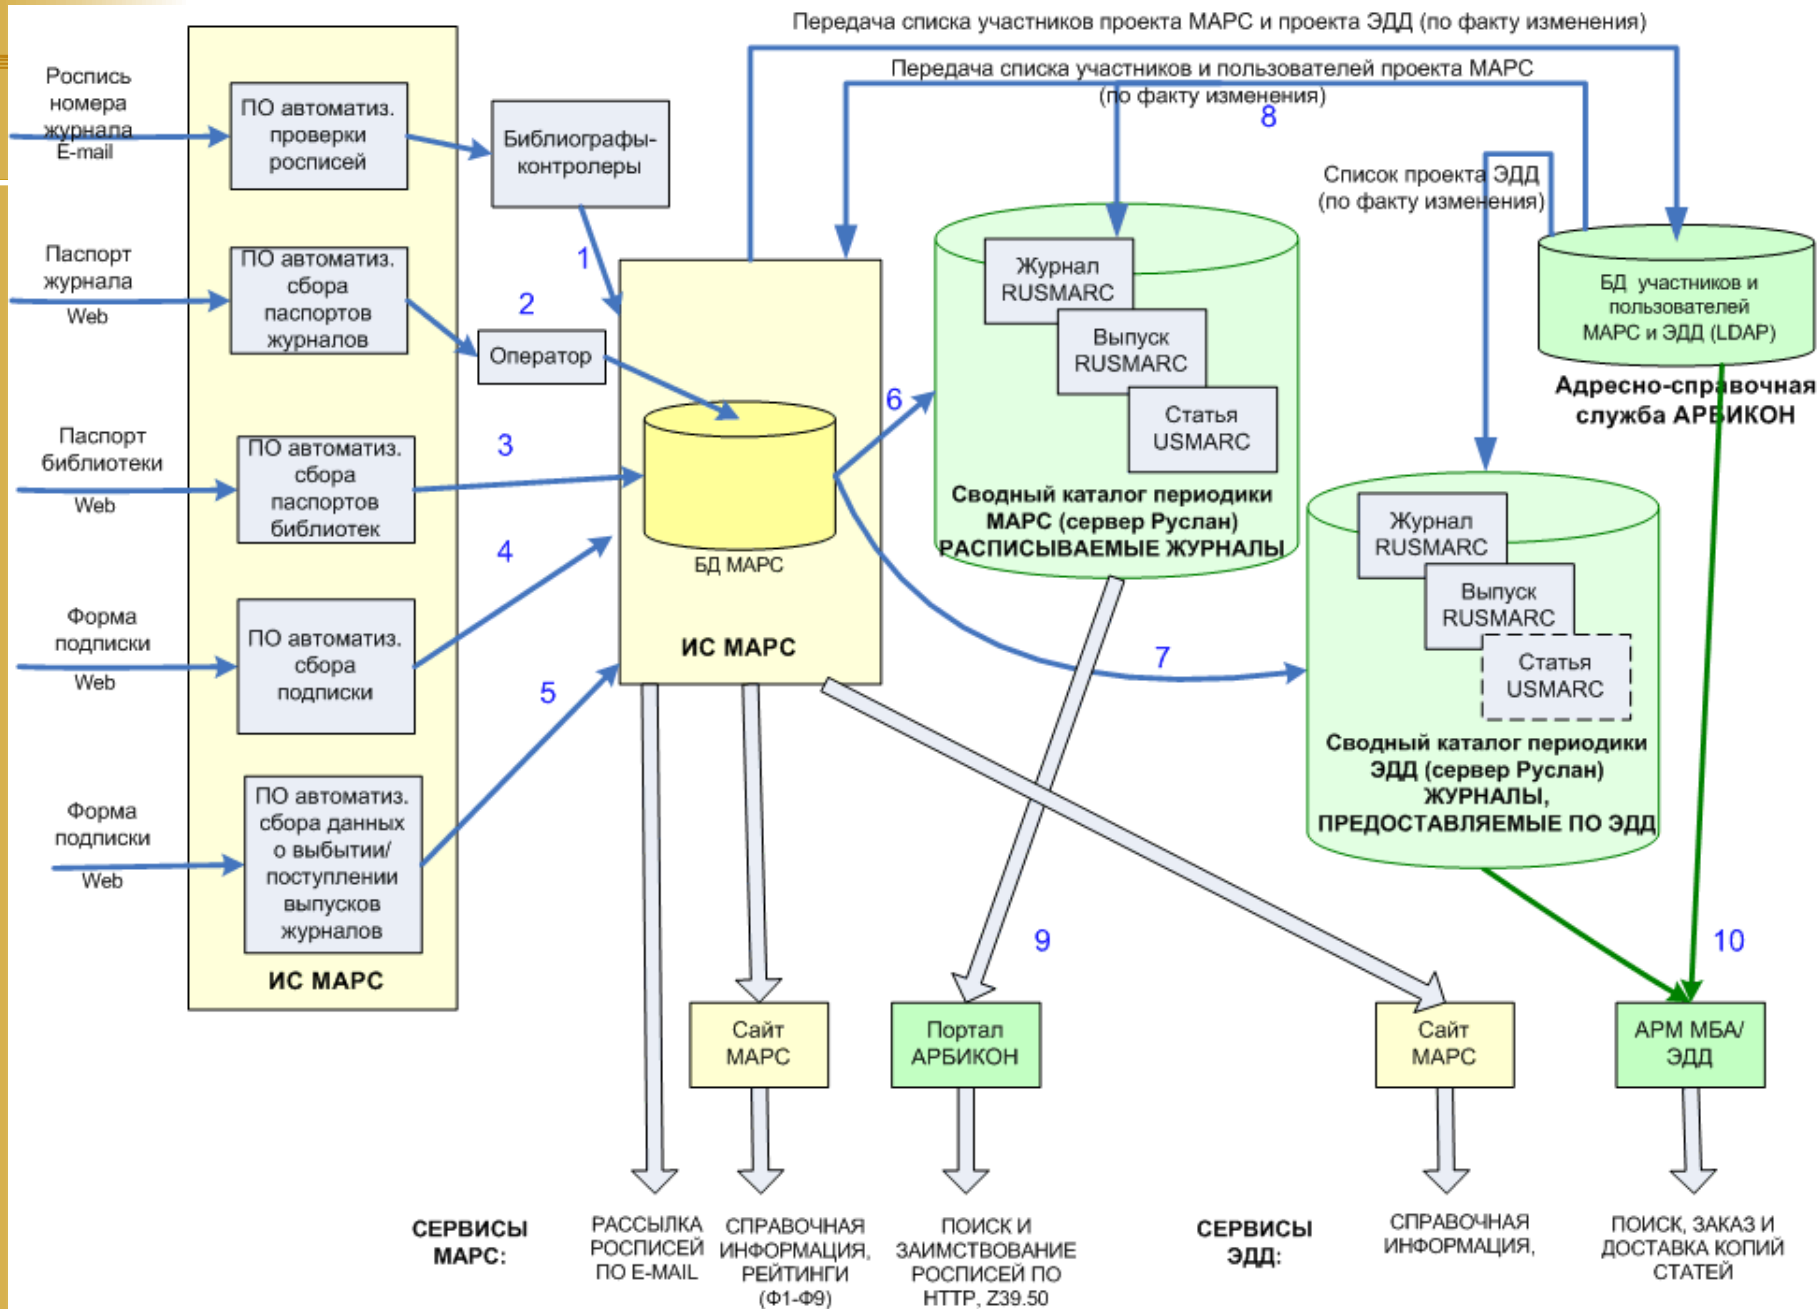 Передача списка участников проекта МАРС и проекта ЭДД (по факту изменения)
Передача списка участников и пользователей проекта МАРС
(по факту изменения)
8
Роспись
номера
журнала
E-mail
ПО автоматиз.
проверки
росписей
Библиографы-
контролеры
Список проекта ЭДД
(по факту изменения)
1
Паспорт
журнала
Web
ПО автоматиз.
сбора
паспортов
журналов
2
Оператор
Журнал
RUSMARC
Выпуск
RUSMARC
Статья
USMARC
Сводный каталог периодики
МАРС (сервер Руслан)
РАСПИСЫВАЕМЫЕ ЖУРНАЛЫ
БД участников и
пользователей
МАРС и ЭДД (LDAP)
Адресно-справочная
служба АРБИКОН
6
Паспорт
библиотеки
Web
ПО автоматиз.
сбора
паспортов
библиотек
3
БД МАРС
ИС МАРС
4
Форма
подписки
Web
ПО автоматиз.
сбора
подписки
5
7
Журнал
RUSMARC
Выпуск
RUSMARC
Статья
USMARC
Сводный каталог периодики
ЭДД (сервер Руслан)
ЖУРНАЛЫ,
ПРЕДОСТАВЛЯЕМЫЕ ПО ЭДД
Форма
подписки
Web
ПО автоматиз.
сбора данных
о выбытии/
поступлении
выпусков
журналов
ИС МАРС
9
10
Сайт
МАРС
Портал
АРБИКОН
Сайт
МАРС
АРМ МБА/
ЭДД
СЕРВИСЫ
МАРС:
РАССЫЛКА
РОСПИСЕЙ
ПО E-MAIL
СПРАВОЧНАЯ
ИНФОРМАЦИЯ,
РЕЙТИНГИ
(Ф1-Ф9)
ПОИСК И
ЗАИМСТВОВАНИЕ
РОСПИСЕЙ ПО
HTTP, Z39.50
СЕРВИСЫ
ЭДД:
СПРАВОЧНАЯ
ИНФОРМАЦИЯ,
ПОИСК, ЗАКАЗ И
ДОСТАВКА КОПИЙ
СТАТЕЙ